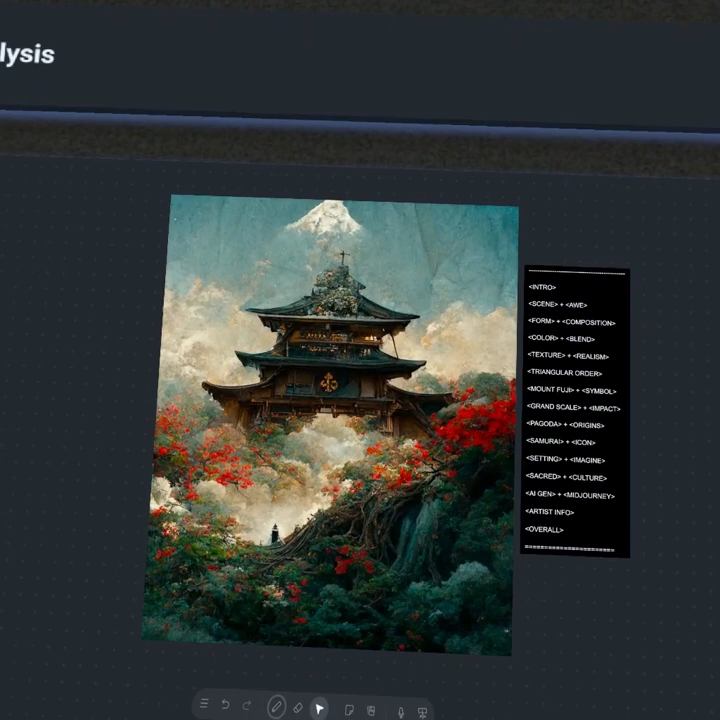 lysis
<INTRO>
<SCENE> + <AWE>
<FORM> + <COMPOSITION>
<COLOR> + <BLEND>
<TEXTURE> + <REALISM>
<TRIANGULAR ORDER>
<MOUNT FUJI> + <SYMBOL>
<GRAND SCALE> + <IMPACT>
<PAGODA> + <ORIGINS>
<SAMURAI> + <ICON>
<SETTING> + <IMAGINE>
<SACRED> + <CULTURE>
<AI GEN> + <MIDJOURNEY>
<ARTIST INFO>
<OVERALL>